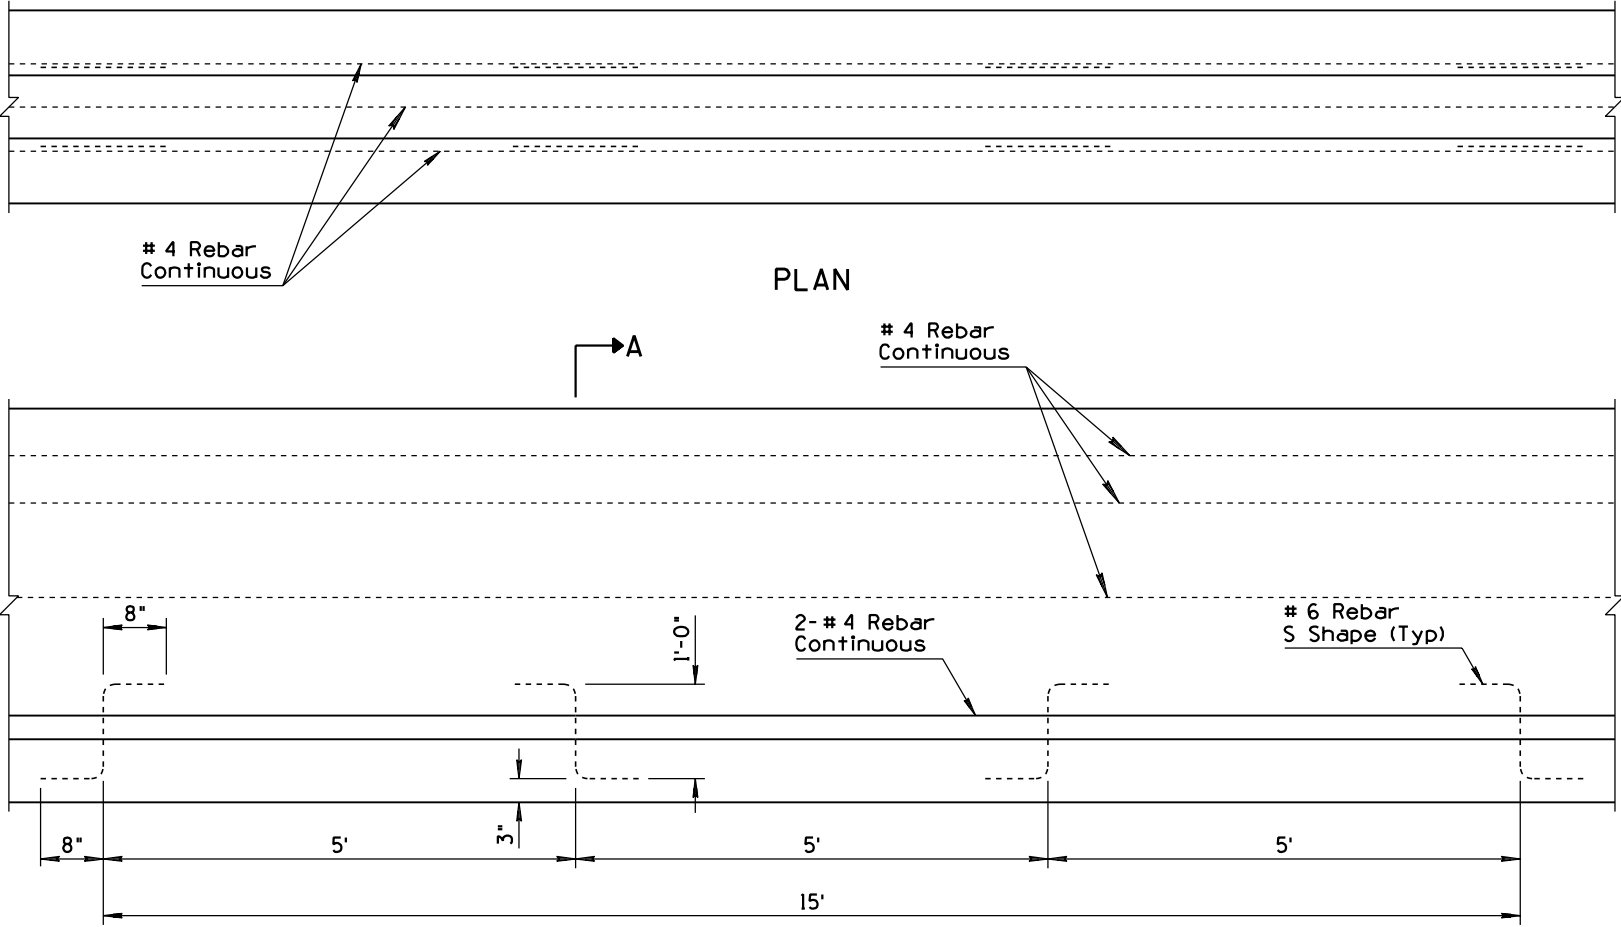 # 4 Rebar
Continuous
PLAN
A
# 4 Rebar
Continuous
8"
1'-0"
2-# 4 Rebar
Continuous
# 6 Rebar
S Shape (Typ)
3"
8"
5'
5'
5'
15'